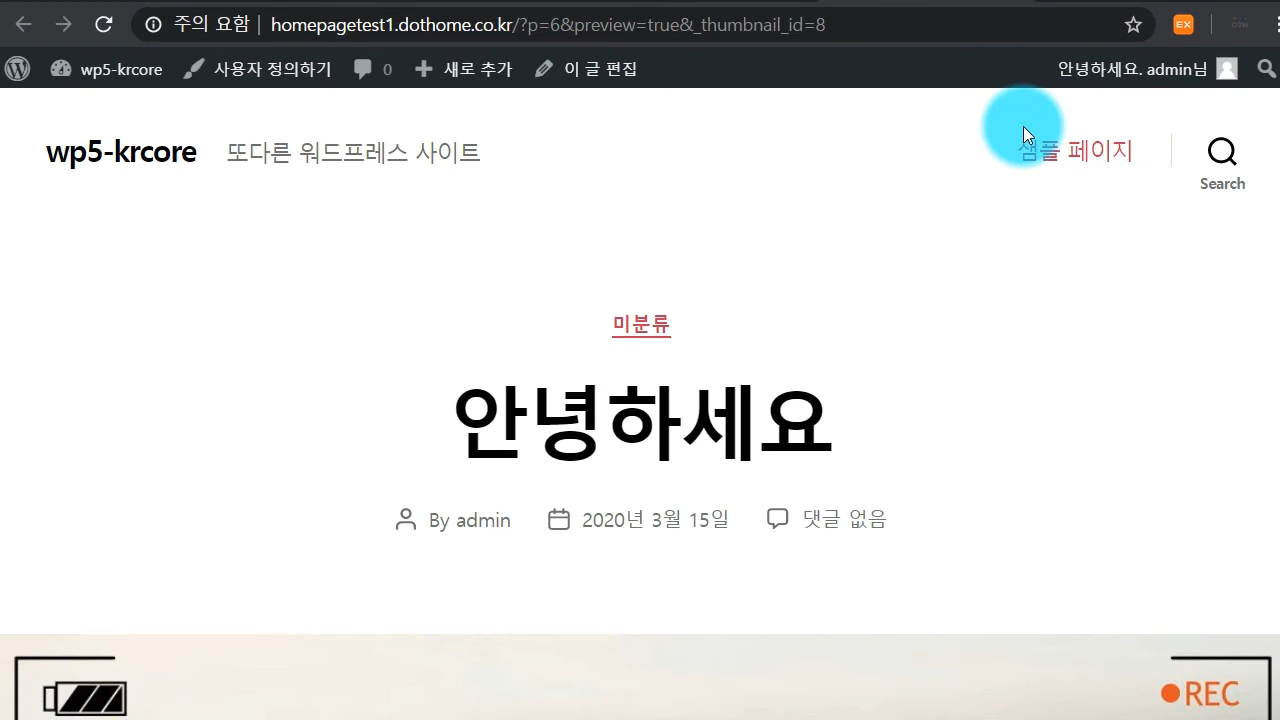 주의 요함 homepagetest1.dothome.co.kr/?p=6&preview=true&_thumbnail_id=8 EX
wp5-krcore 사용자 정의하기 0 새로 추가 이 글 편집 안녕하세요. admin님
wp5-krcore 또다른 워드프레스 사이트 샘플 페이지
Search
미분류
안녕하세요
By admin 2020년 3월 15일 댓글 없음
REC